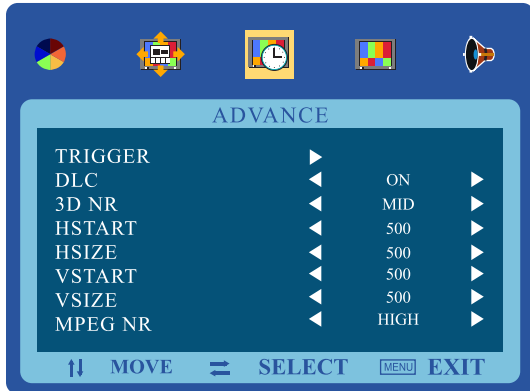 ADVANCE
TRIGGER
DLC ON
3D NR MID
HSTART 500
HSIZE 500
VSTART 500
VSIZE 500
MPEG NR HIGH
MOVE SELECT MENU EXIT